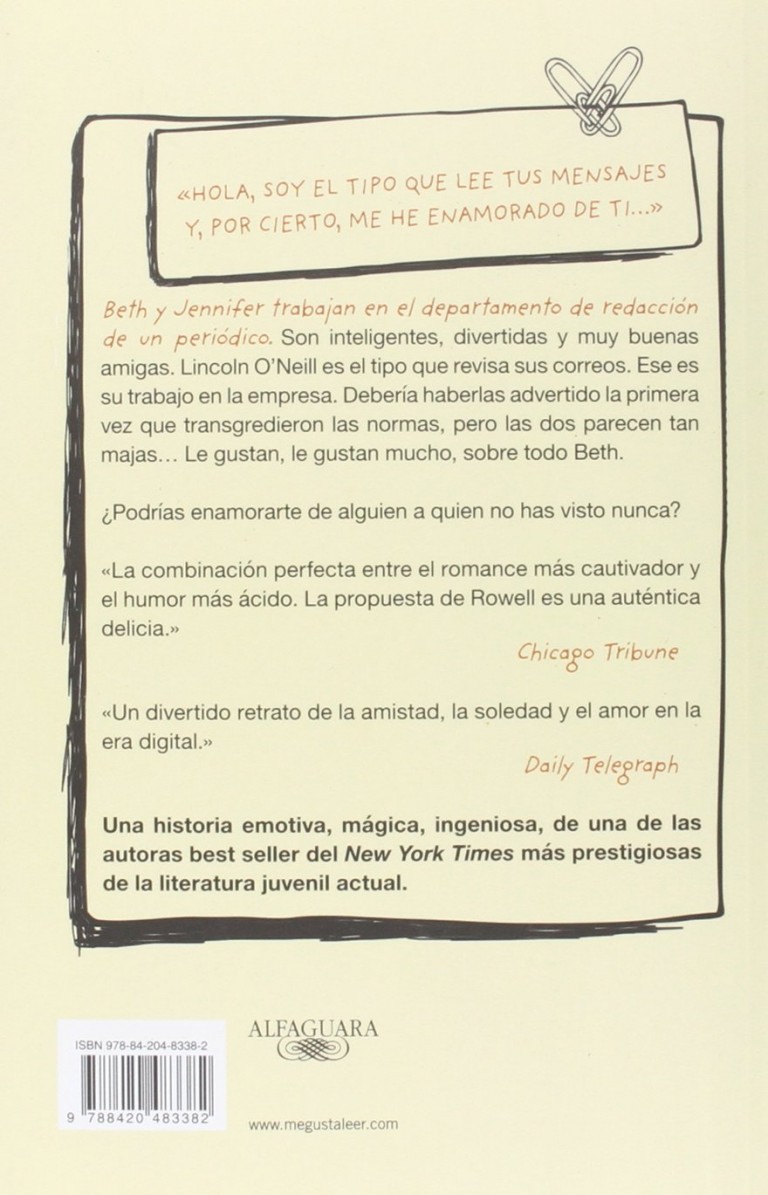 «HOLA, SOY EL TIPO QUE LEE TUS MENSAJES
Y, POR CIERTO, ME HE ENAMORADO DE TI...»
Beth y Jennifer trabajan en el departamento de redacción
de un periódico. Son inteligentes, divertidas y muy buenas
amigas. Lincoln O'Neill es el tipo que revisa sus correos. Ese es
su trabajo en la empresa. Debería haberlas advertido la primera
vez que transgredieron las normas, pero las dos parecen tan
majas... Le gustan, le gustan mucho, sobre todo Beth.
¿Podrías enamorarte de alguien a quien no has visto nunca?
«La combinación perfecta entre el romance más cautivador y
el humor más ácido. La propuesta de Rowell es una auténtica
delicia.»
Chicago Tribune
«Un divertido retrato de la amistad, la soledad y el amor en la
era digital.»
Daily Telegraph
Una historia emotiva, mágica, ingeniosa, de una de las
autoras best seller del New York Times más prestigiosas
de la literatura juvenil actual.
ISBN 978-84-204-8338-2
9 788420 483382
ALFAGUARA
www.megustaleer.com